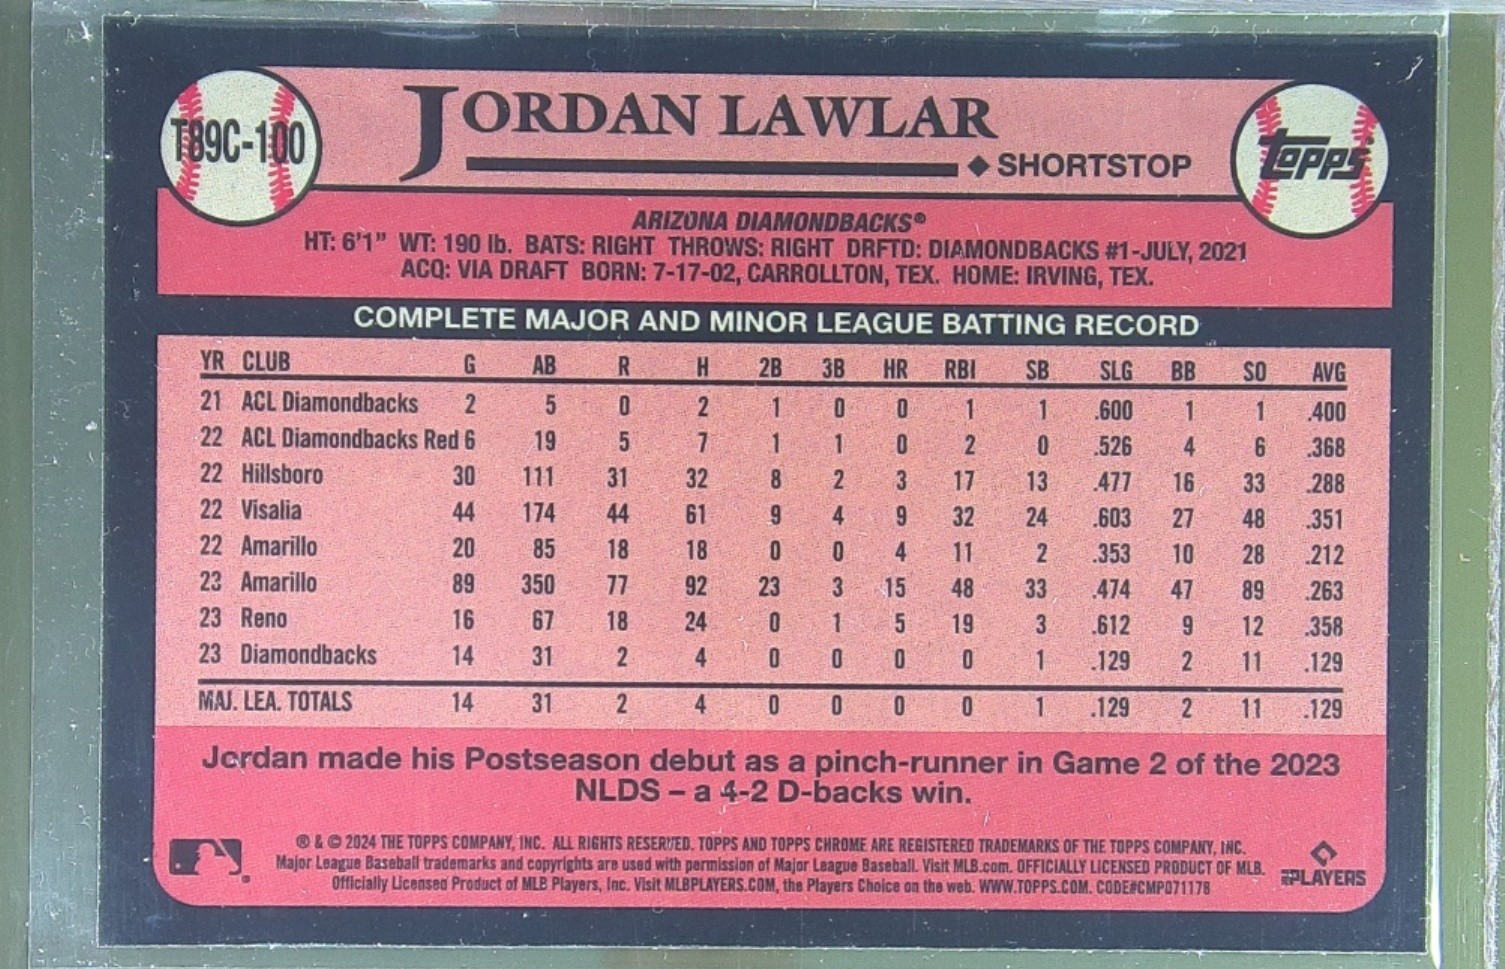 T89C-100
JORDAN LAWLAR
◆ SHORTSTOP
TOPPS
ARIZONA DIAMONDBACKS®
HT: 6'1" WT: 190 lb. BATS: RIGHT THROWS: RIGHT DRFTD: DIAMONDBACKS #1-JULY, 2021
ACQ: VIA DRAFT BORN: 7-17-02, CARROLLTON, TEX. HOME: IRVING, TEX.
COMPLETE MAJOR AND MINOR LEAGUE BATTING RECORD
YR CLUB G AB R H 2B 3B HR RBI SB SLG BB SO AVG
21 ACL Diamondbacks 2 5 0 2 1 0 0 1 1 .600 1 1 .400
22 ACL Diamondbacks Red 6 19 5 7 1 1 0 2 0 .526 4 6 .368
22 Hillsboro 30 111 31 32 8 2 3 17 13 .477 16 33 .288
22 Visalia 44 174 44 61 9 4 9 32 24 .603 27 48 .351
22 Amarillo 20 85 18 18 0 0 4 11 2 .353 10 28 .212
23 Amarillo 89 350 77 92 23 3 15 48 33 .474 47 89 .263
23 Reno 16 67 18 24 0 1 5 19 3 .612 9 12 .358
23 Diamondbacks 14 31 2 4 0 0 0 0 1 .129 2 11 .129
MAJ. LEA. TOTALS 14 31 2 4 0 0 0 0 1 .129 2 11 .129
Jordan made his Postseason debut as a pinch-runner in Game 2 of the 2023
NLDS – a 4-2 D-backs win.
® & © 2024 THE TOPPS COMPANY, INC. ALL RIGHTS RESERVED. TOPPS AND TOPPS CHROME ARE REGISTERED TRADEMARKS OF THE TOPPS COMPANY, INC.
Major League Baseball trademarks and copyrights are used with permission of Major League Baseball. Visit MLB.com. OFFICIALLY LICENSED PRODUCT OF MLB.
Officially Licensed Product of MLB Players, Inc. Visit MLBPLAYERS.COM, the Players Choice on the web. WWW.TOPPS.COM. CODE#CMP071178
MLB PLAYERS